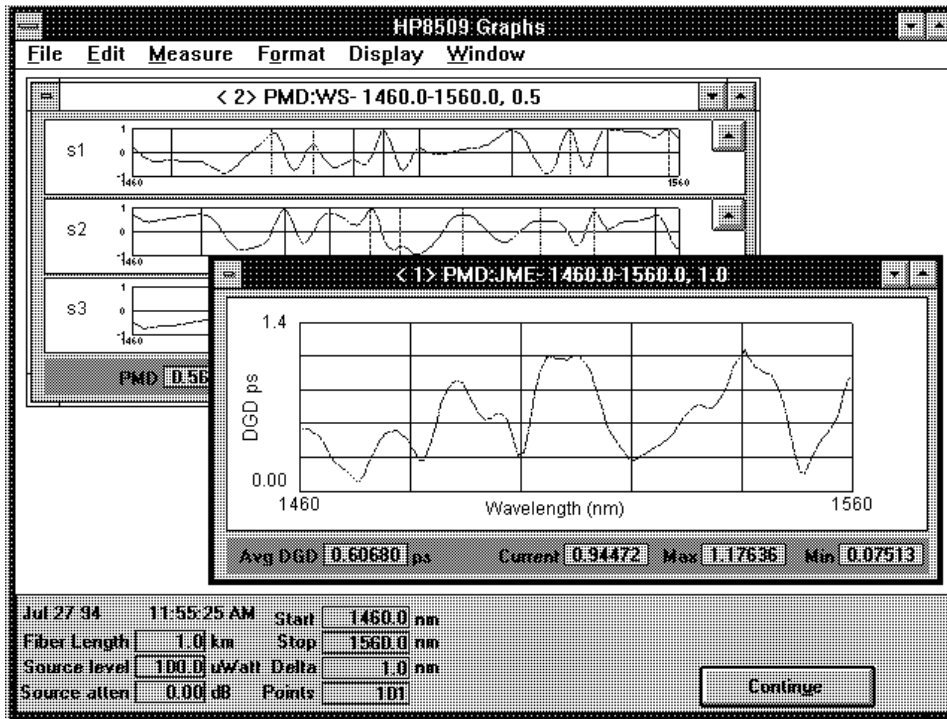 HP8509 Graphs
File Edit Measure Format Display Window
< 2> PMD:WS- 1460.0-1560.0, 0.5
s1
1
0
-1
1460
1560
s2
1
0
-1
1460
s3
1
0
-1
1460
PMD 0.56
< 1> PMD:JME- 1460.0-1560.0, 1.0
1.4
DGD ps
0.00
1460
Wavelength (nm)
1560
Avg DGD 0.60680 ps Current 0.94472 Max 1.17636 Min 0.07513
Jul 27 94 11:55:25 AM Start 1460.0 nm
Fiber Length 1.0 km Stop 1560.0 nm
Source level 100.0 uWatt Delta 1.0 nm
Source atten 0.00 dB Points 101
Continue